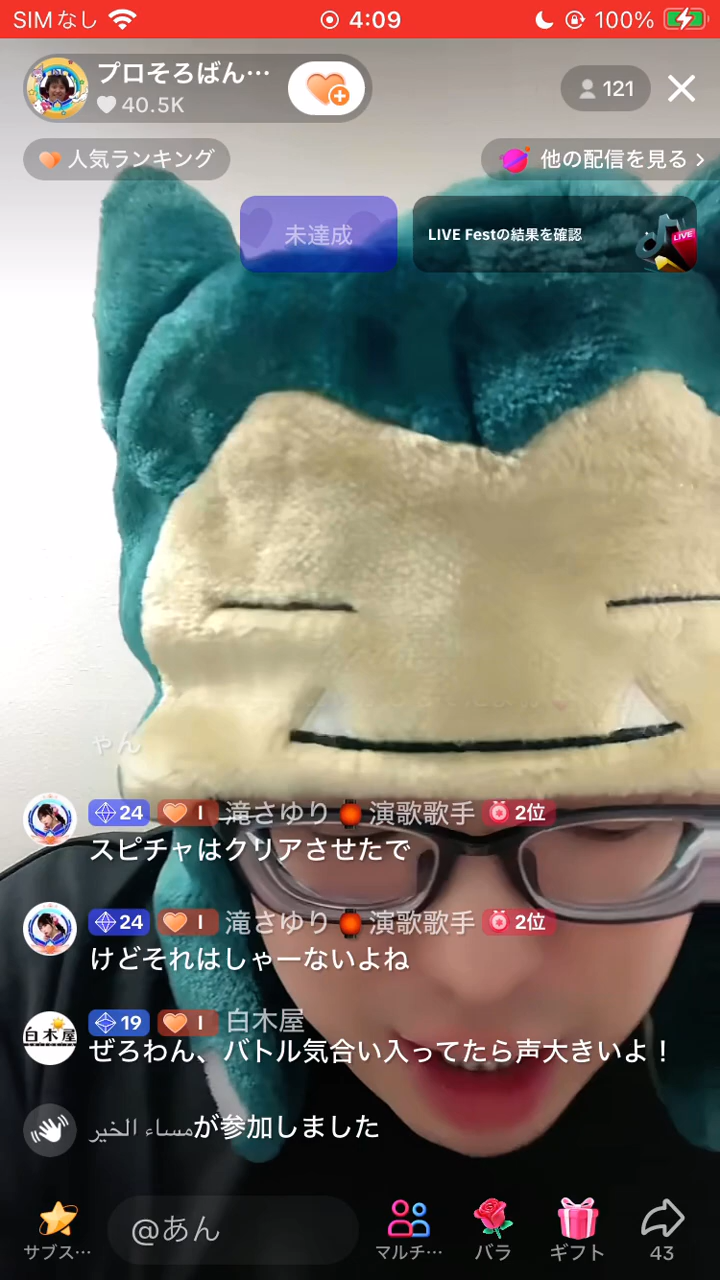 SIMなし 4:09 100%
プロそろばん…
40.5K
121
人気ランキング
他の配信を見る
未達成
LIVE Festの結果を確認
LIVE
やん
24 I 滝さゆり🏮演歌歌手 2位
スピチャはクリアさせたで
24 I 滝さゆり🏮演歌歌手 2位
けどそれはしゃーないよね
白木屋
19 I 白木屋
ぜろわん、バトル気合い入ってたら声大きいよ！
مساء الخيرが参加しました
@あん
サブス… マルチ… バラ ギフト 43